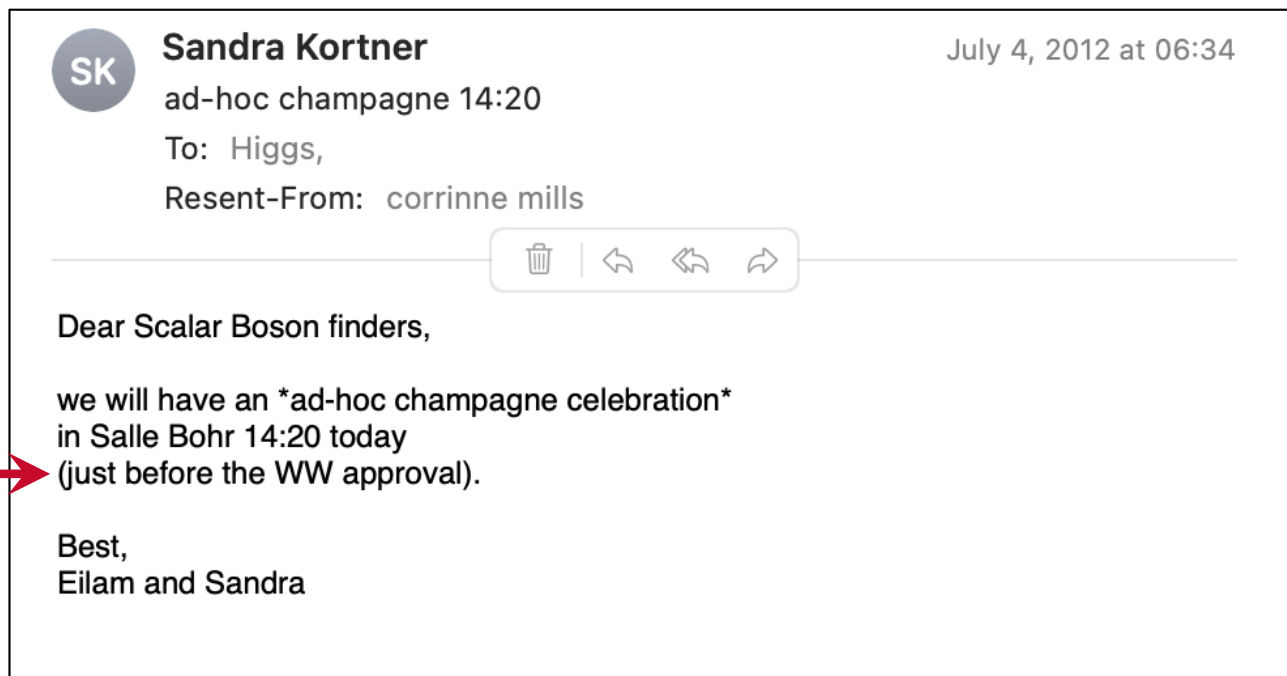 SK
Sandra Kortner
July 4, 2012 at 06:34
ad-hoc champagne 14:20
To: Higgs,
Resent-From: corrinne mills
Dear Scalar Boson finders,
we will have an *ad-hoc champagne celebration*
in Salle Bohr 14:20 today
(just before the WW approval).
Best,
Eilam and Sandra